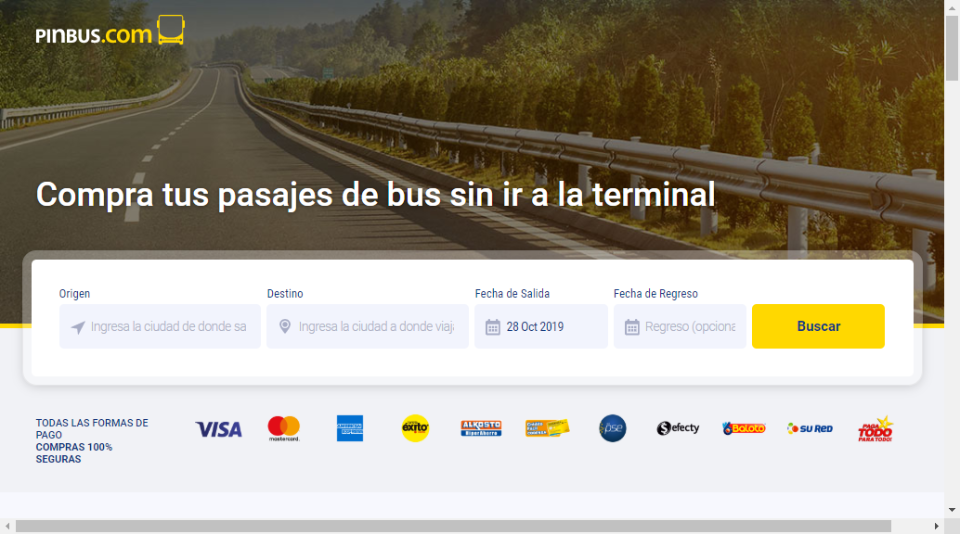 PINBUS.com
Compra tus pasajes de bus sin ir a la terminal
Origen
Destino
Fecha de Salida
Fecha de Regreso
Ingresa la ciudad de donde sa
Ingresa la ciudad a donde viaj
28 Oct 2019
Regreso (opciona
Buscar
TODAS LAS FORMAS DE
PAGO
COMPRAS 100%
SEGURAS
VISA
mastercard.
AMERICAN EXPRESS
éxito
ALKOSTO
HiperAhorro
pse
efecty
Baloto
SU RED
PAGA
TODO
PARA TODO!